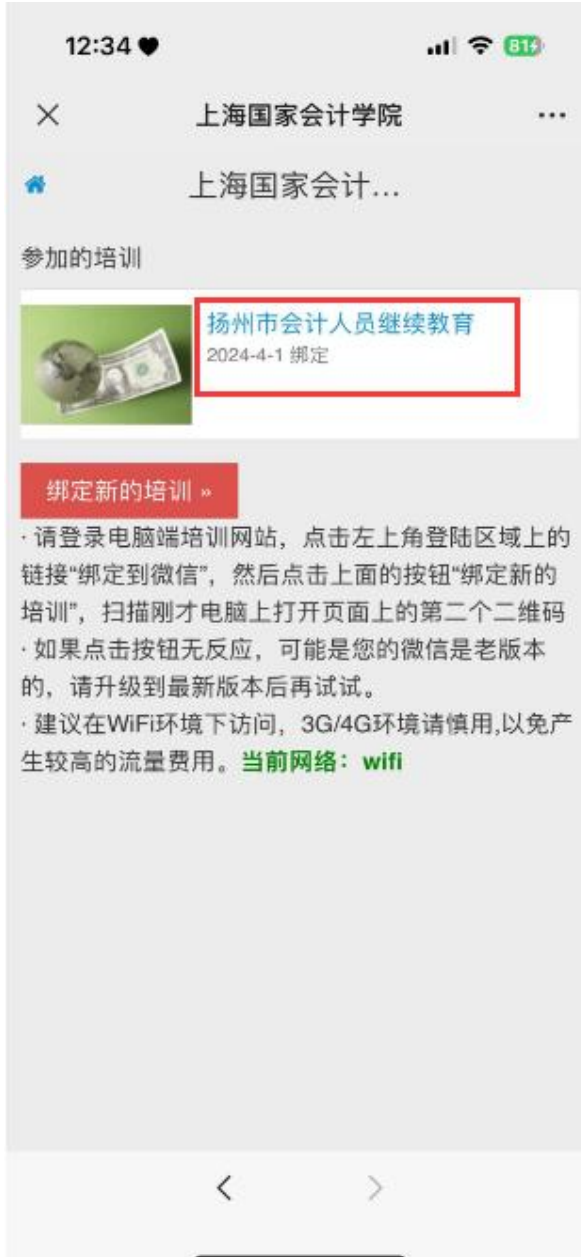 12:34
81
上海国家会计学院
上海国家会计...
参加的培训
扬州市会计人员继续教育
2024-4-1 绑定
绑定新的培训 »
· 请登录电脑端培训网站，点击左上角登陆区域上的
链接“绑定到微信”，然后点击上面的按钮“绑定新的
培训”，扫描刚才电脑上打开页面上的第二个二维码
· 如果点击按钮无反应，可能是您的微信是老版本
的，请升级到最新版本后再试试。
· 建议在WiFi环境下访问，3G/4G环境请慎用,以免产
生较高的流量费用。当前网络：wifi